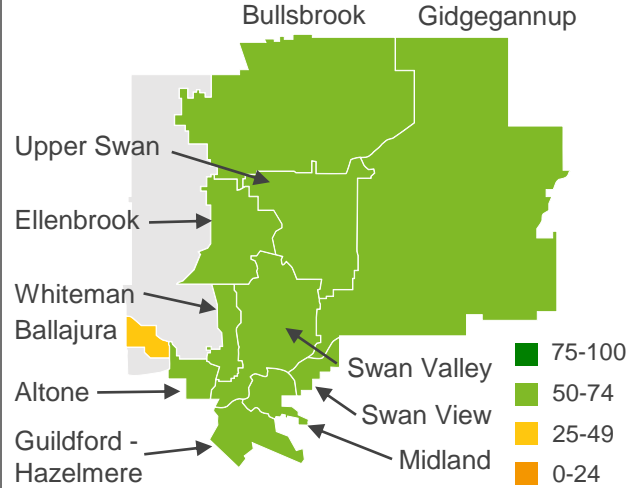 Bullsbrook
Gidgegannup
Upper Swan
Ellenbrook
Whiteman
Ballajura
Altone
Guildford -
Hazelmere
Swan Valley
Swan View
Midland
75-100
50-74
25-49
0-24